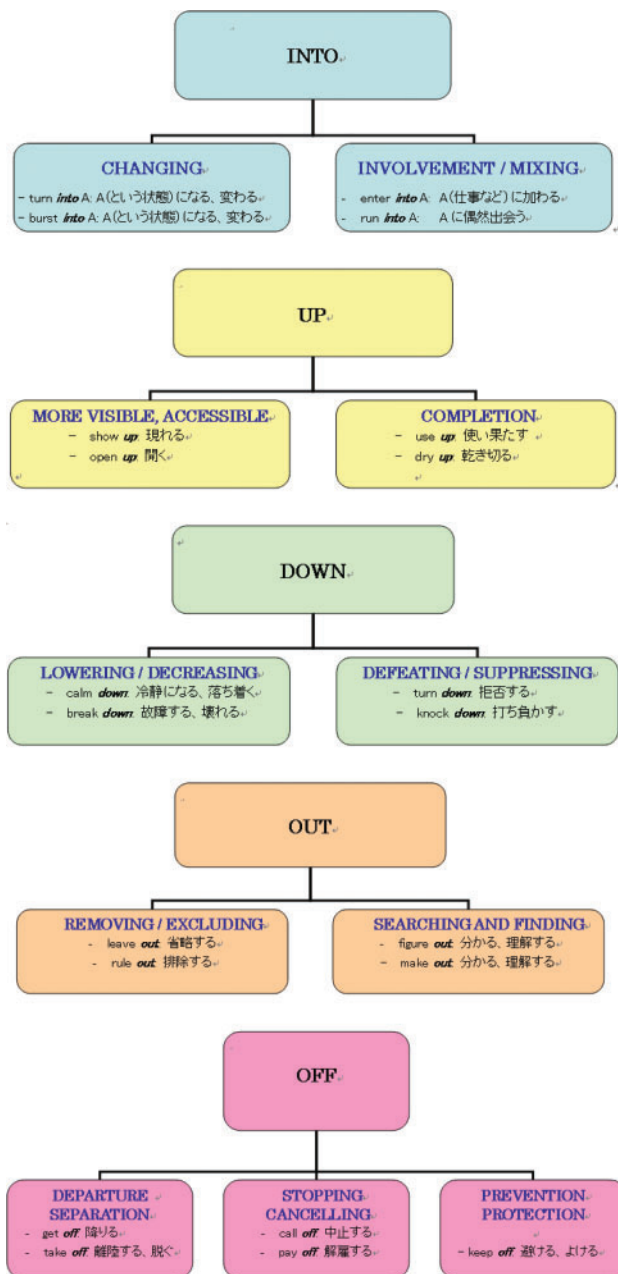 INTO
CHANGING
- turn into A: A(という状態)になる、変わる
- burst into A: A(という状態)になる、変わる
INVOLVEMENT / MIXING
- enter into A: A(仕事など)に加わる
- run into A: Aに偶然出会う
UP
MORE VISIBLE, ACCESSIBLE
- show up: 現れる
- open up: 開く
COMPLETION
- use up: 使い果たす
- dry up: 乾き切る
DOWN
LOWERING / DECREASING
- calm down: 冷静になる、落ち着く
- break down: 故障する、壊れる
DEFEATING / SUPPRESSING
- turn down: 拒否する
- knock down: 打ち負かす
OUT
REMOVING / EXCLUDING
- leave out: 省略する
- rule out: 排除する
SEARCHING AND FINDING
- figure out: 分かる、理解する
- make out: 分かる、理解する
OFF
DEPARTURE
SEPARATION
- get off: 降りる
- take off: 離陸する、脱ぐ
STOPPING
CANCELLING
- call off: 中止する
- pay off: 解雇する
PREVENTION
PROTECTION
- keep off: 避ける、よける